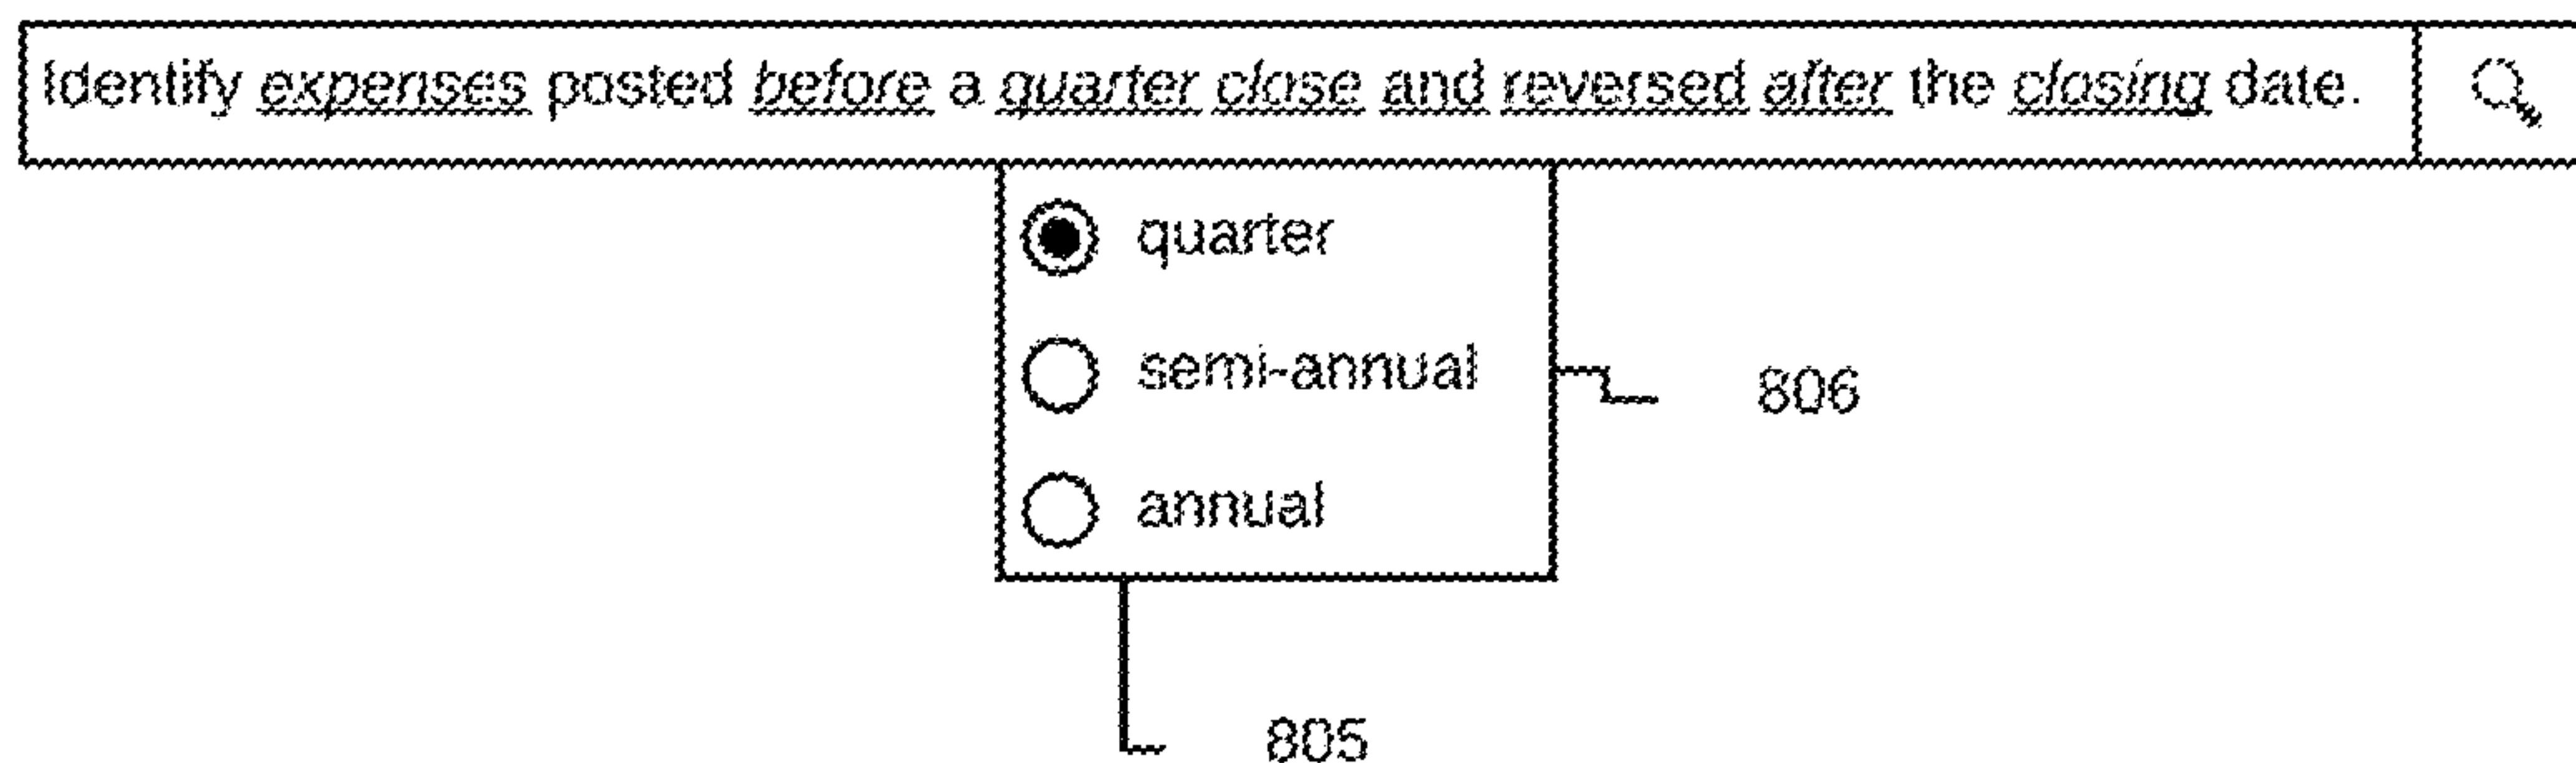 Identify expenses posted before a quarter close and reversed after the closing date.
quarter
semi-annual
806
annual
805